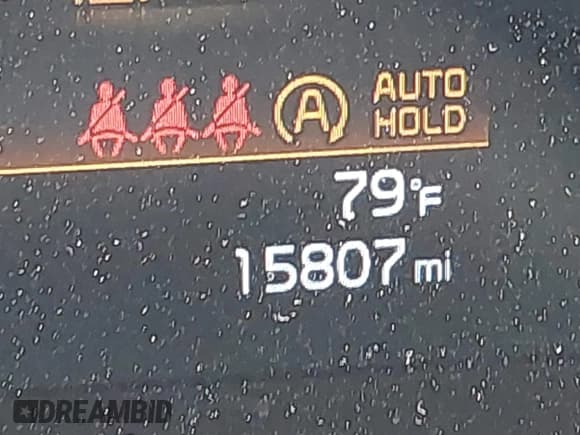 A AUTO
HOLD
79°F
15807 mi
DREAMBID